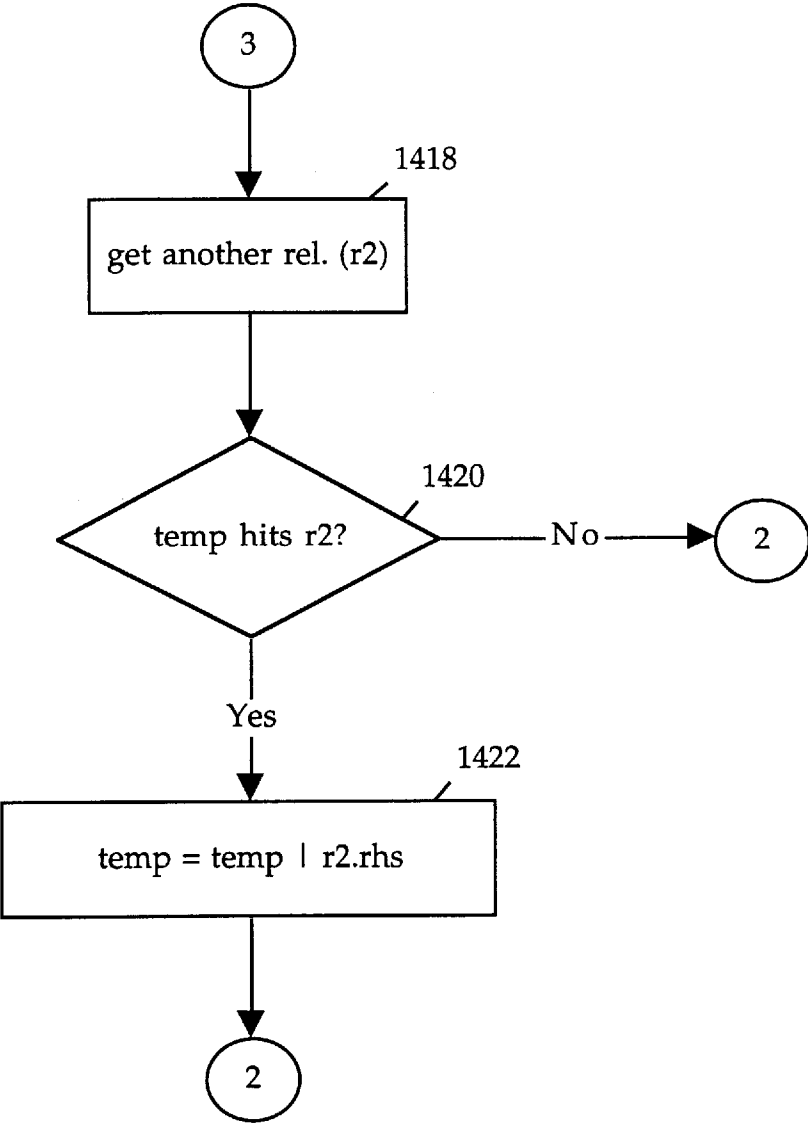 3
1418
get another rel. (r2)
1420
temp hits r2?
No
2
Yes
1422
temp = temp | r2.rhs
2